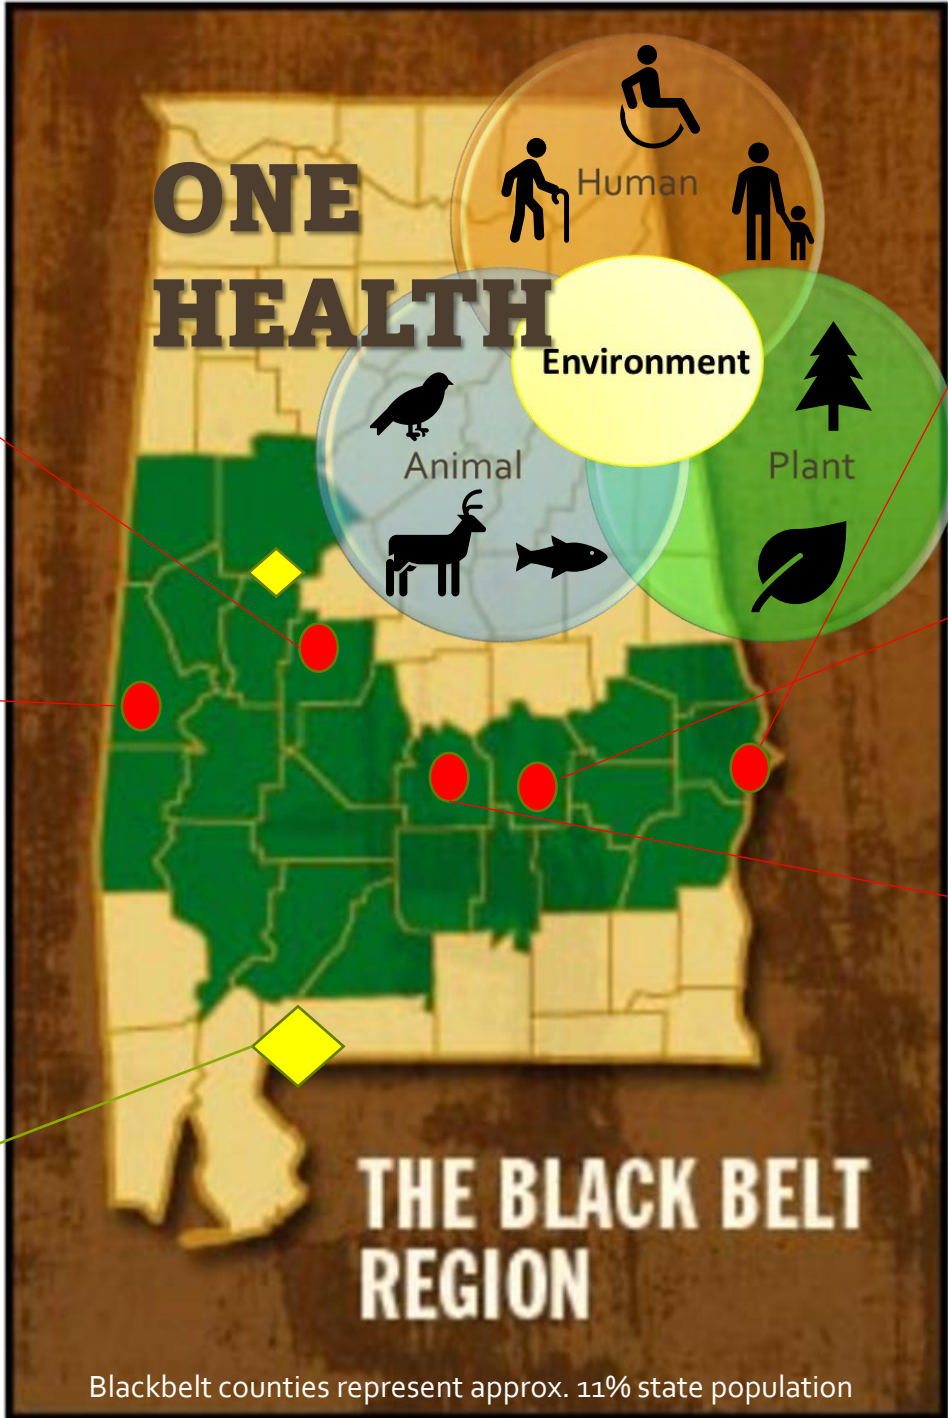 ONE
HEALTH
Human
Environment
Animal
Plant
THE BLACK BELT
REGION
Blackbelt counties represent approx. 11% state population